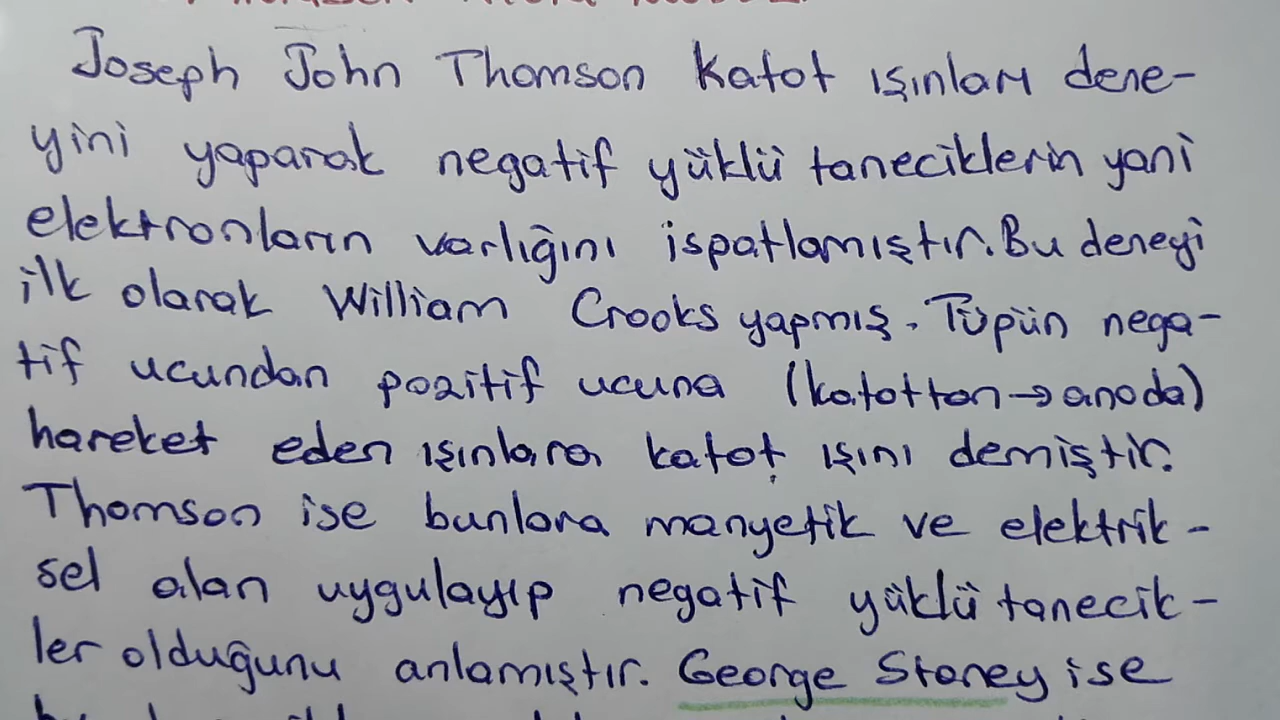 Joseph John Thomson Katot ışınları dene-
yini yaparak negatif yüklü taneciklerin yani
elektronların varlığını ispatlamıştır. Bu deneyi
ilk olarak William Crooks yapmış. Tüpün nega-
tif ucundan pozitif ucuna (katottan→anoda)
hareket eden ışınlara katot ışını demiştir.
Thomson ise bunlara manyetik ve elektrik-
sel alan uygulayıp negatif yüklü tanecik-
ler olduğunu anlamıştır. George Stoney ise